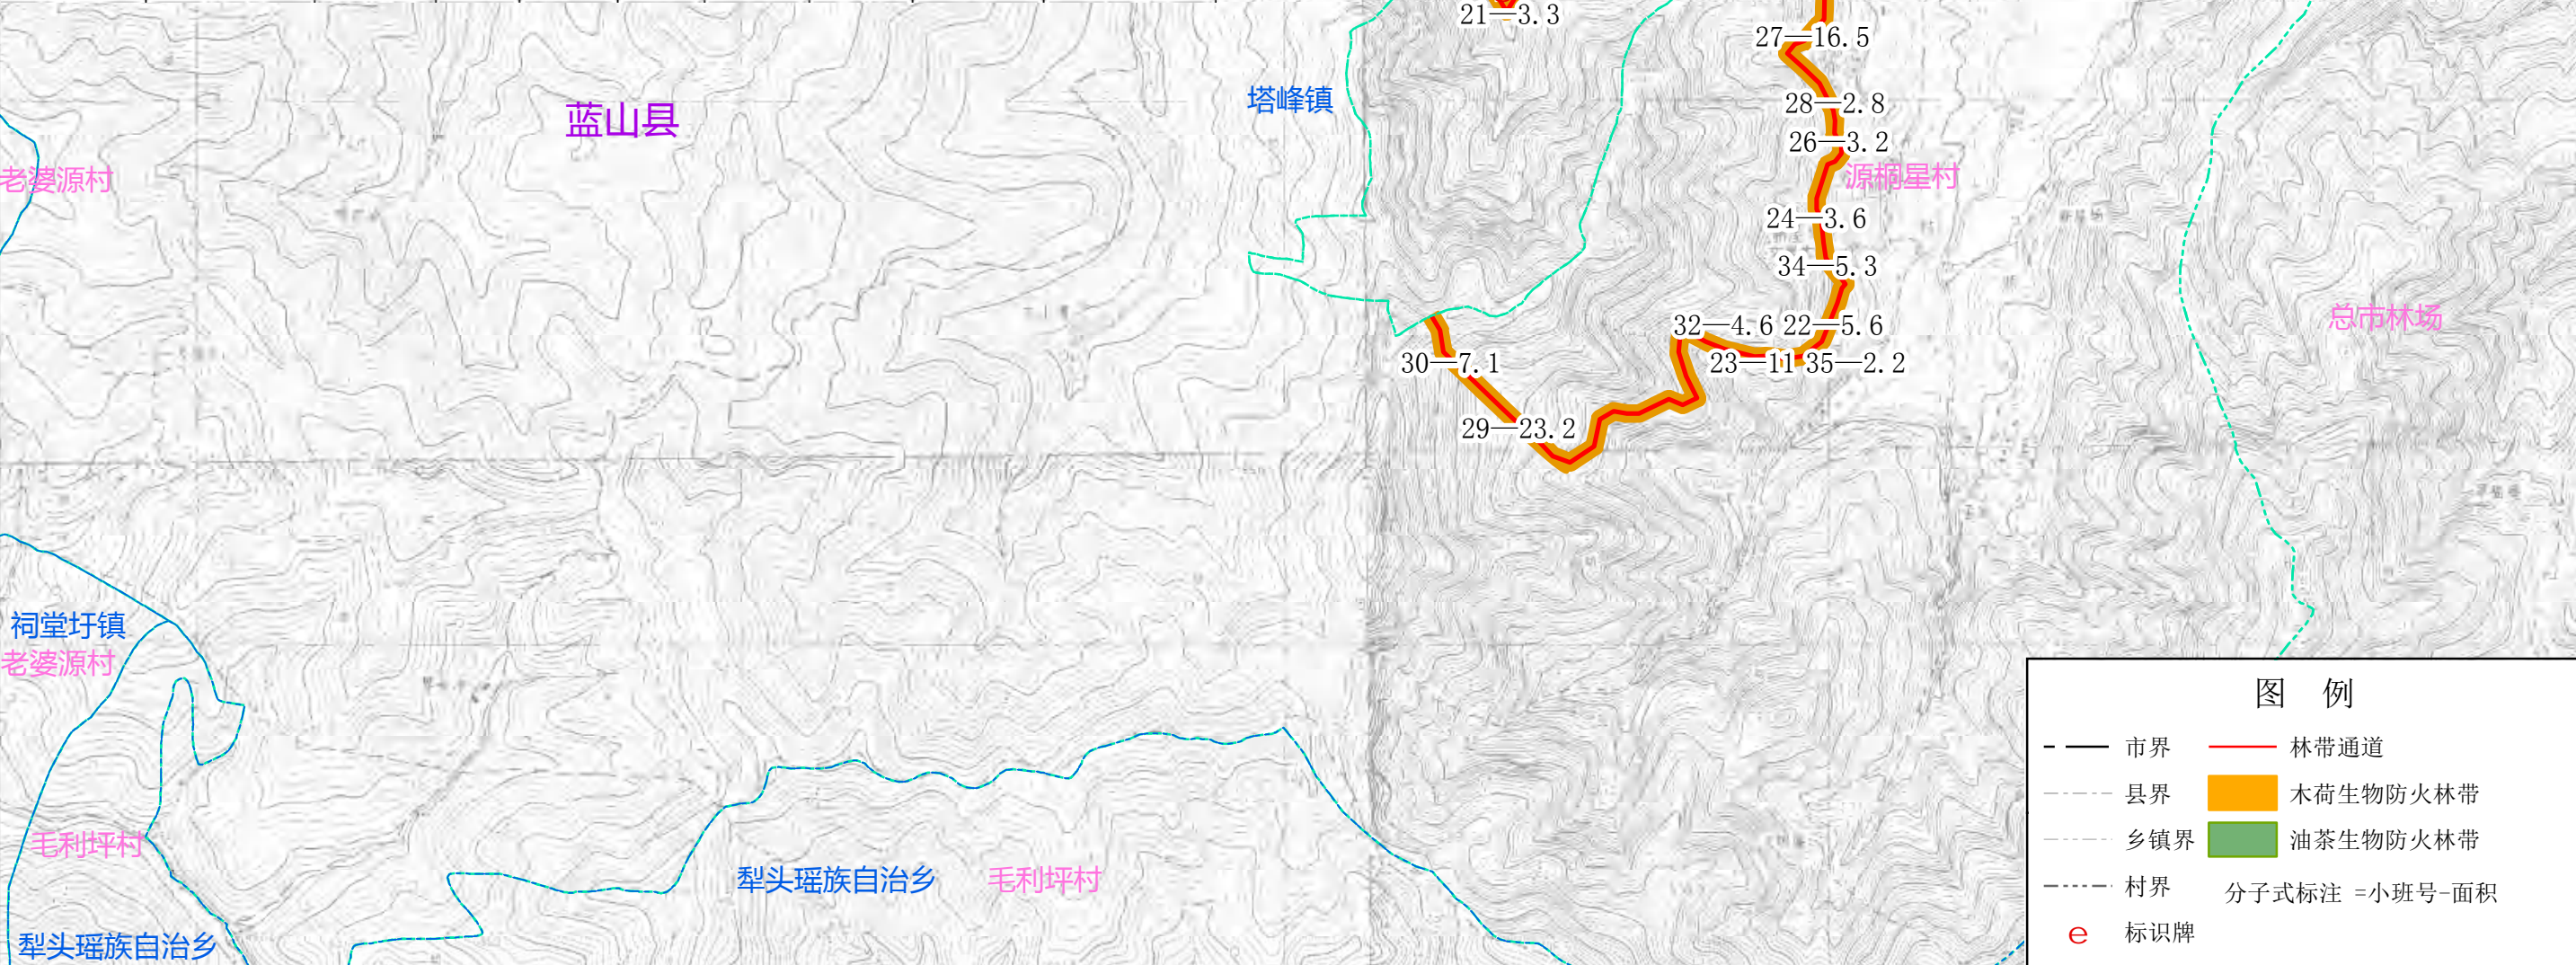 21—3.3
27—16.5
蓝山县
塔峰镇
28—2.8
26—3.2
老婆源村
源桐星村
24—3.6
34—5.3
总市林场
32—4.6
22—5.6
30—7.1
23—11
35—2.2
29—23.2
祠堂圩镇
老婆源村
毛利坪村
犁头瑶族自治乡
毛利坪村
犁头瑶族自治乡
图 例
市界
林带通道
县界
木荷生物防火林带
乡镇界
油茶生物防火林带
村界
分子式标注 =小班号-面积
e
标识牌